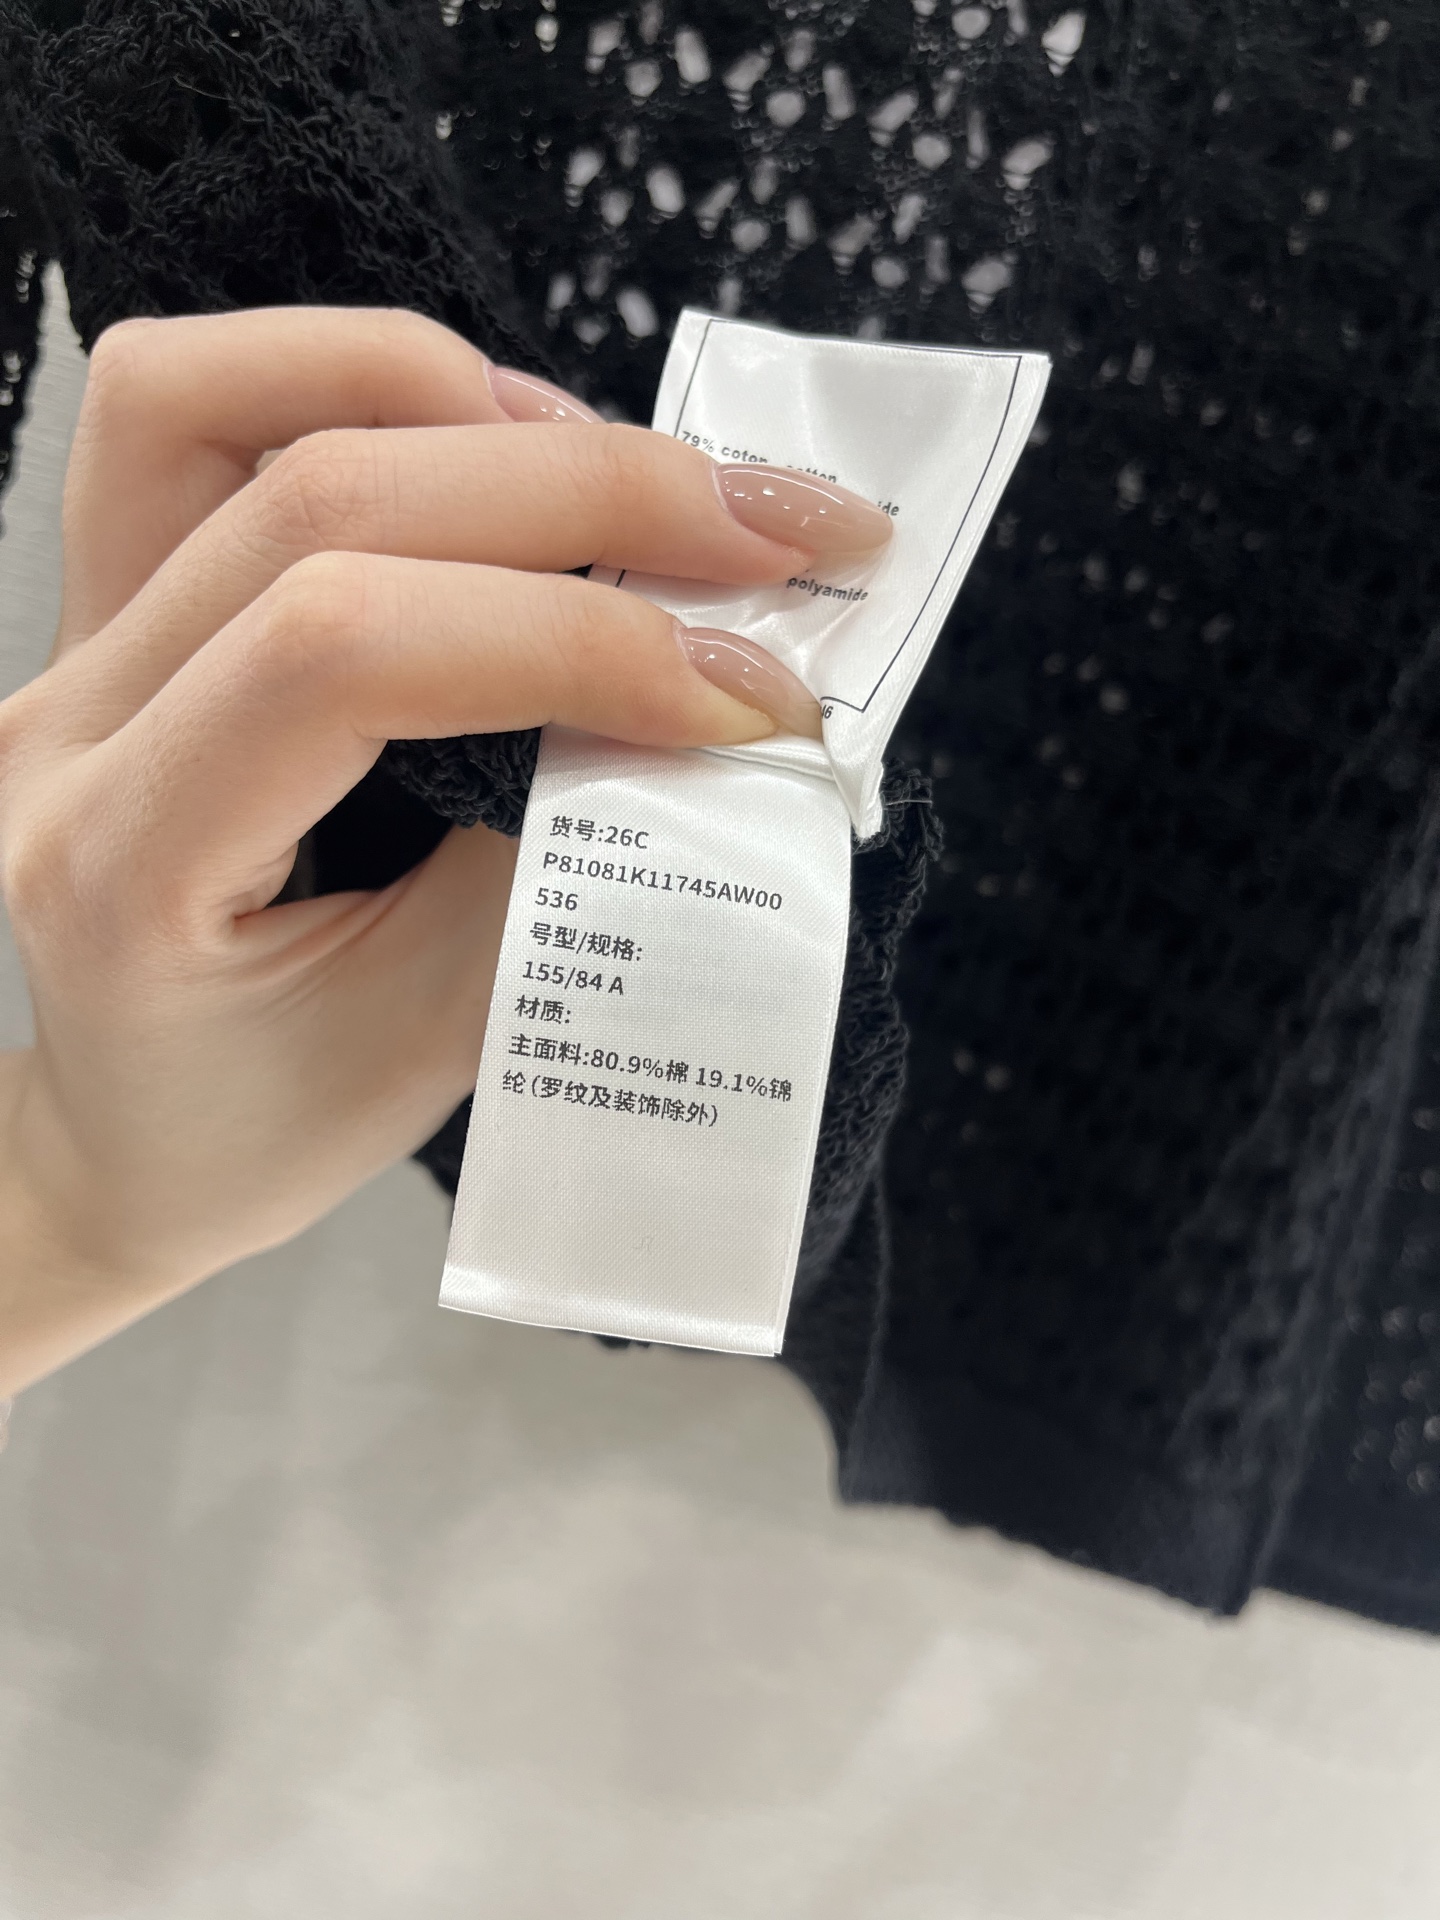 79% coton cotton
polyamide
货号:26C
P81081K11745AW00
536
号型/规格:
155/84 A
材质:
主面料:80.9%棉 19.1%锦
纶(罗纹及装饰除外)